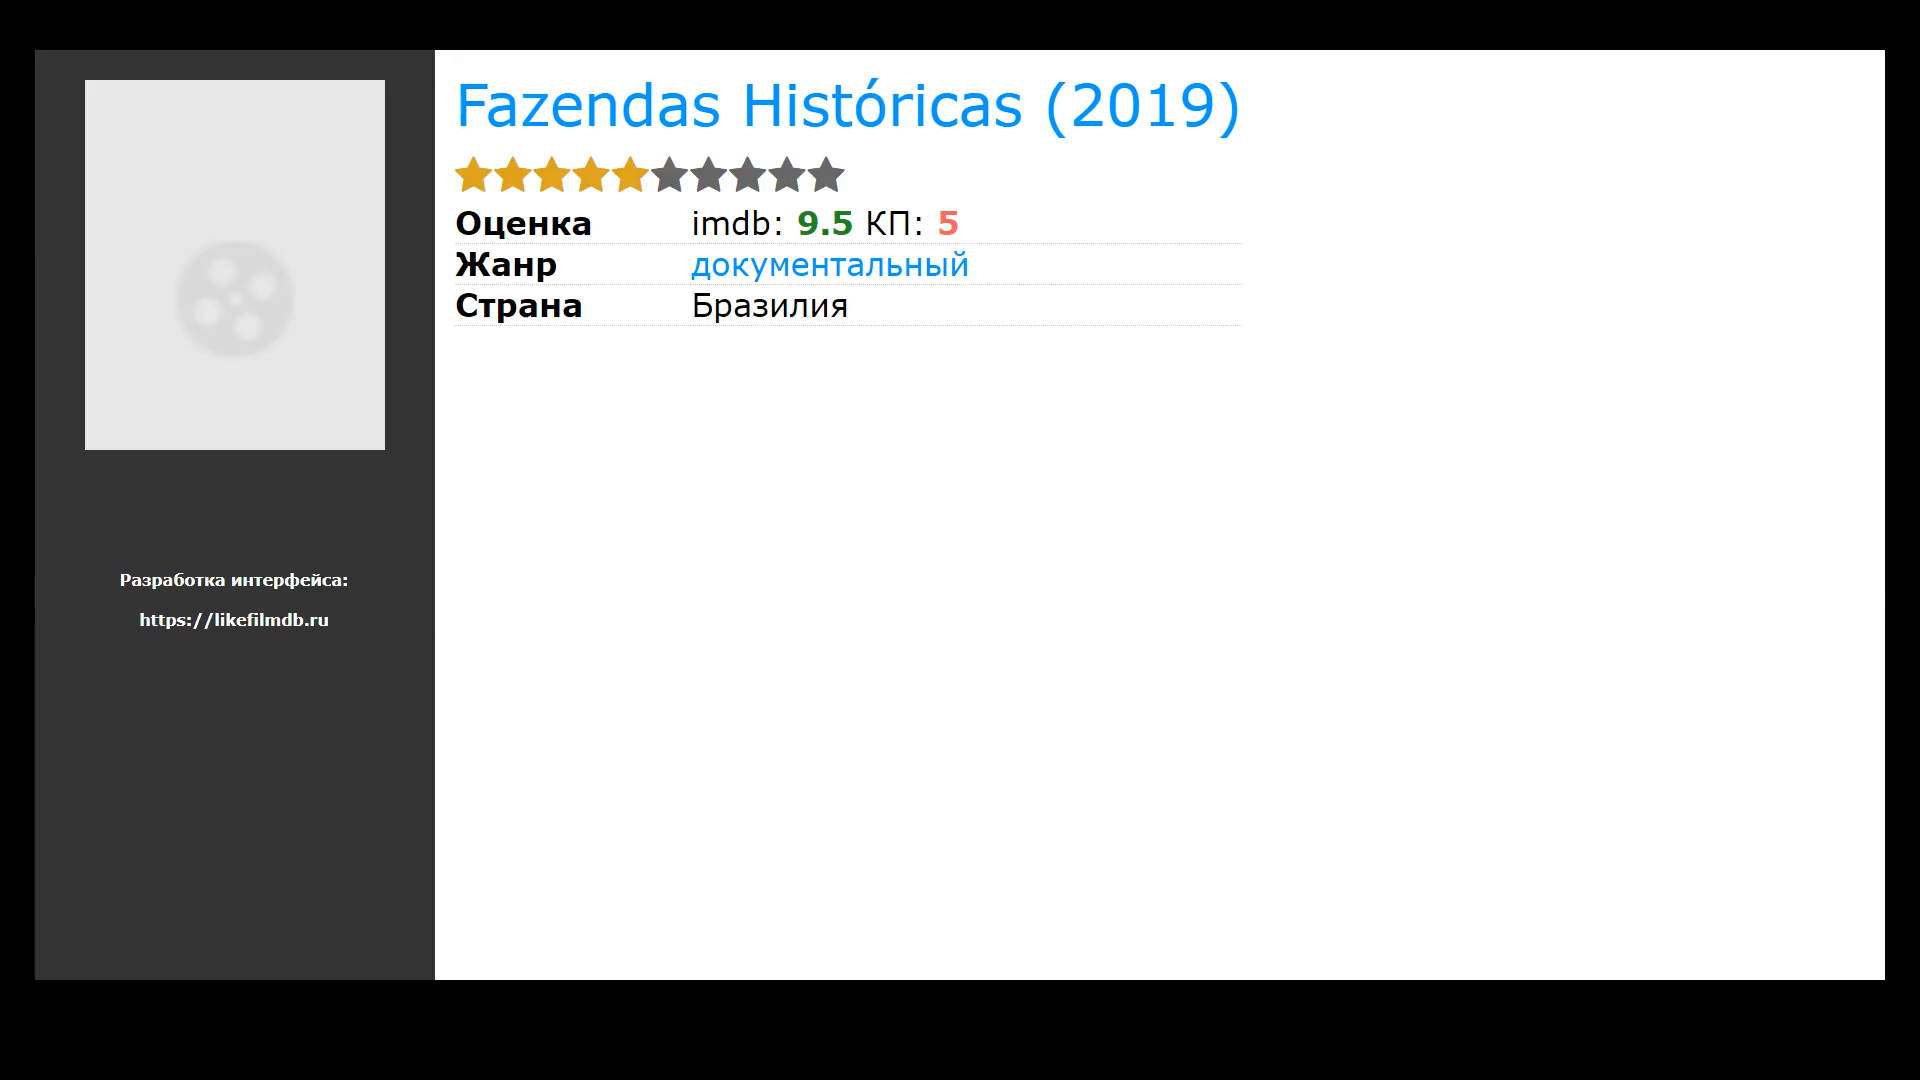 Fazendas Históricas (2019)
Оценка imdb: 9.5 КП: 5
Жанр документальный
Страна Бразилия
Разработка интерфейса:
https://likefilmdb.ru